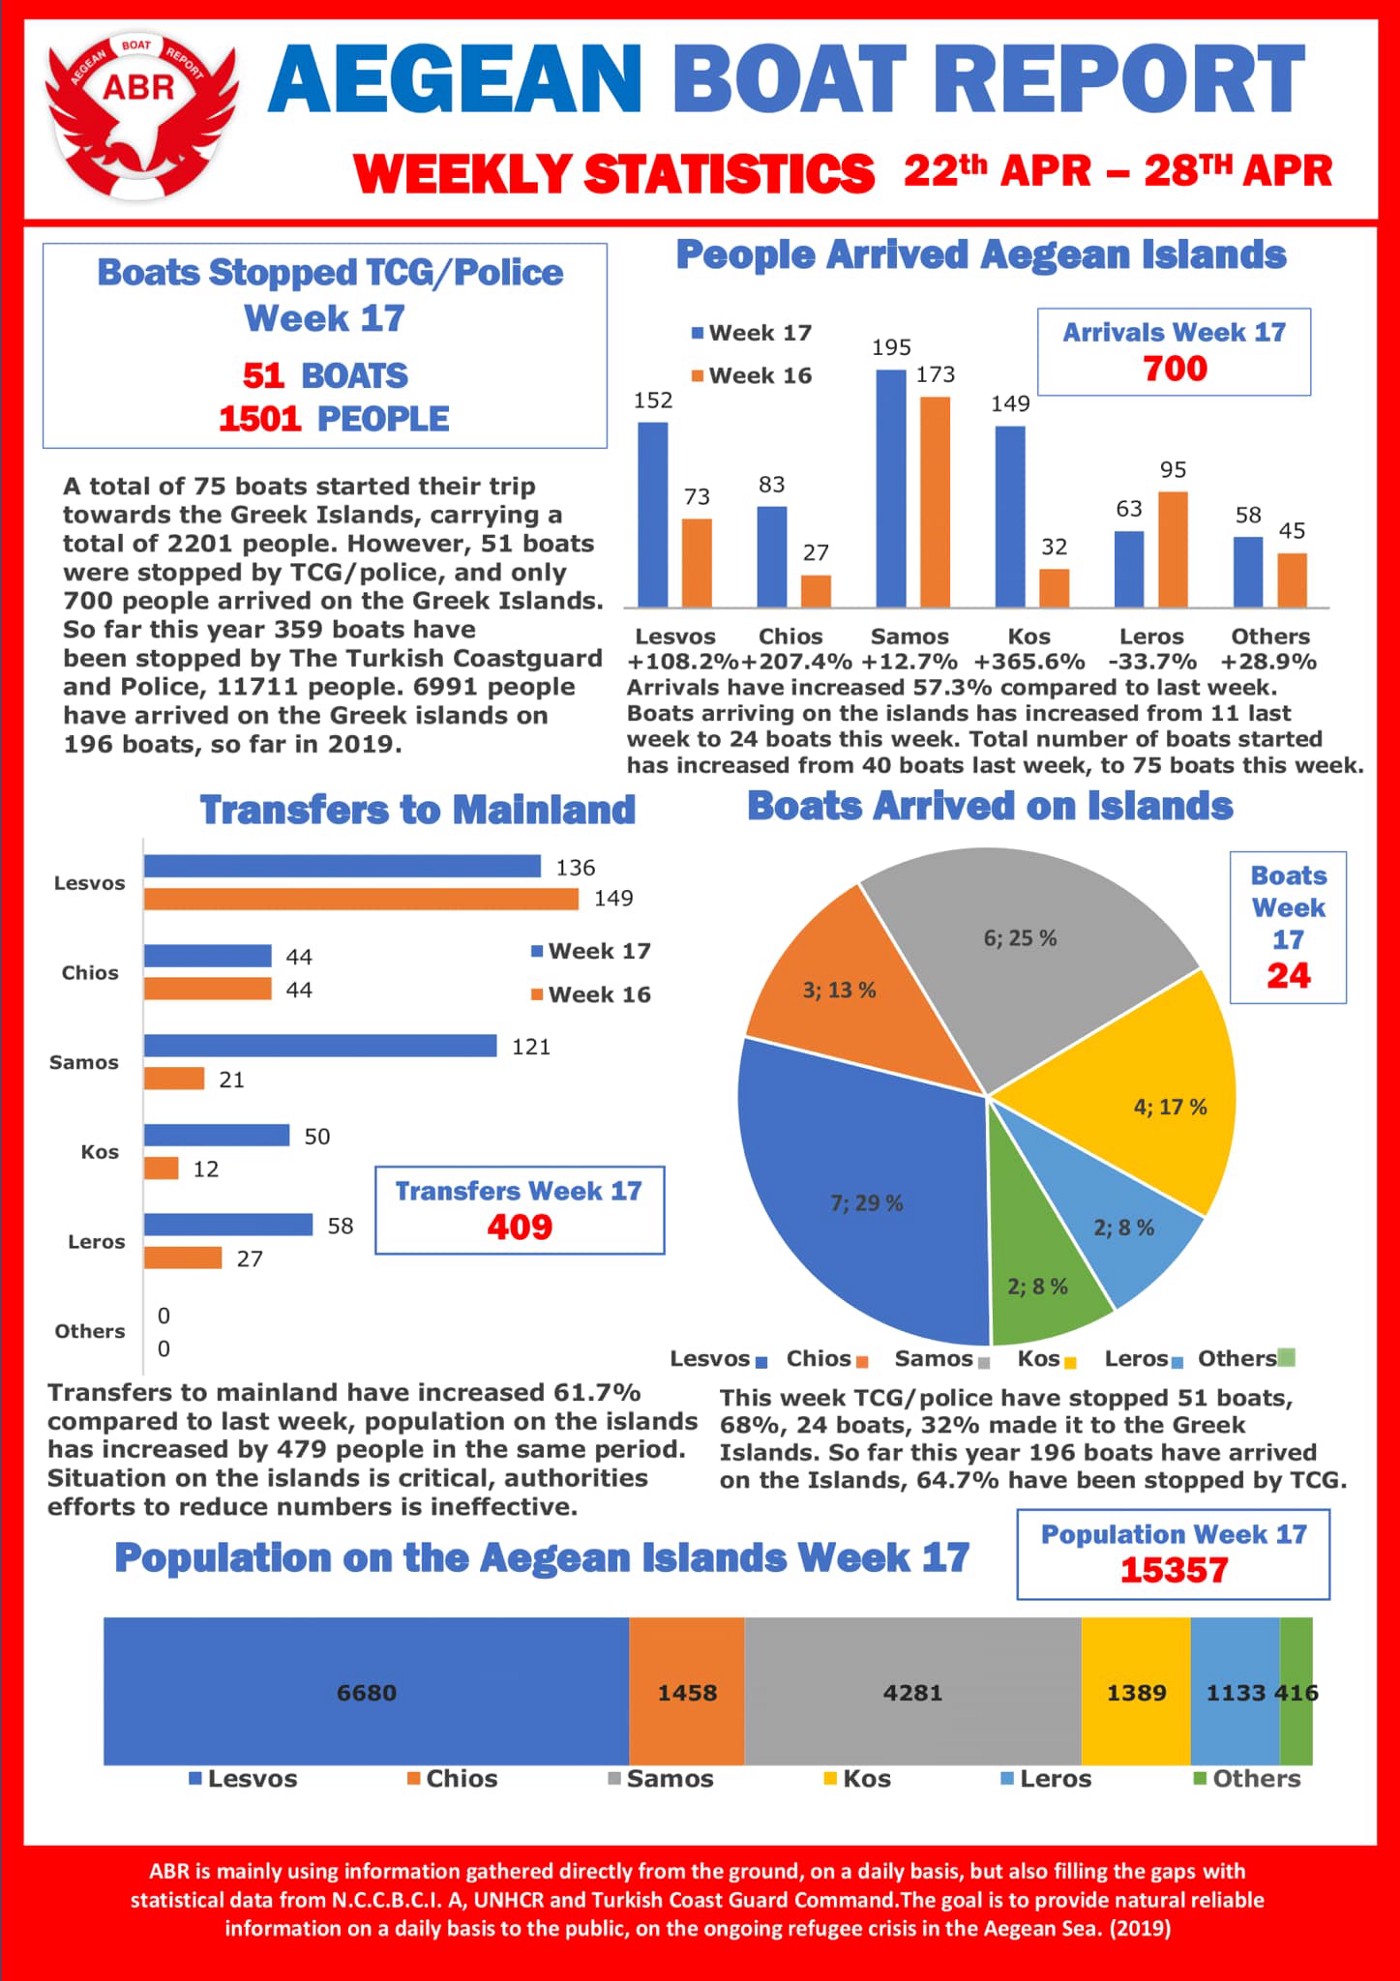 AEGEAN BOAT REPORT
ABR
AEGEAN BOAT REPORT
WEEKLY STATISTICS 22th APR – 28TH APR
Boats Stopped TCG/Police
Week 17
51 BOATS
1501 PEOPLE
A total of 75 boats started their trip
towards the Greek Islands, carrying a
total of 2201 people. However, 51 boats
were stopped by TCG/police, and only
700 people arrived on the Greek Islands.
So far this year 359 boats have
been stopped by The Turkish Coastguard
and Police, 11711 people. 6991 people
have arrived on the Greek islands on
196 boats, so far in 2019.
People Arrived Aegean Islands
Week 17
Week 16
Arrivals Week 17
700
152
73
83
27
195
173
149
32
63
95
58
45
Lesvos Chios Samos Kos Leros Others
+108.2% +207.4% +12.7% +365.6% -33.7% +28.9%
Arrivals have increased 57.3% compared to last week.
Boats arriving on the islands has increased from 11 last
week to 24 boats this week. Total number of boats started
has increased from 40 boats last week, to 75 boats this week.
Transfers to Mainland
Lesvos
136
149
Chios
44
44
Week 17
Week 16
Samos
121
21
Kos
50
12
Leros
58
27
Others
0
0
Transfers Week 17
409
Transfers to mainland have increased 61.7%
compared to last week, population on the islands
has increased by 479 people in the same period.
Situation on the islands is critical, authorities
efforts to reduce numbers is ineffective.
Boats Arrived on Islands
Boats
Week
17
24
6; 25 %
3; 13 %
4; 17 %
7; 29 %
2; 8 %
2; 8 %
Lesvos Chios Samos Kos Leros Others
This week TCG/police have stopped 51 boats,
68%, 24 boats, 32% made it to the Greek
Islands. So far this year 196 boats have arrived
on the Islands, 64.7% have been stopped by TCG.
Population on the Aegean Islands Week 17
Population Week 17
15357
6680 1458 4281 1389 1133 416
Lesvos Chios Samos Kos Leros Others
ABR is mainly using information gathered directly from the ground, on a daily basis, but also filling the gaps with
statistical data from N.C.C.B.C.I. A, UNHCR and Turkish Coast Guard Command.The goal is to provide natural reliable
information on a daily basis to the public, on the ongoing refugee crisis in the Aegean Sea. (2019)